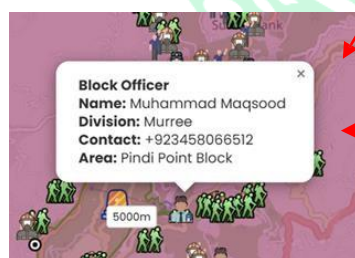 Block Officer
Name: Muhammad Maqsood
Division: Murree
Contact: +923458066512
Area: Pindi Point Block
5000m